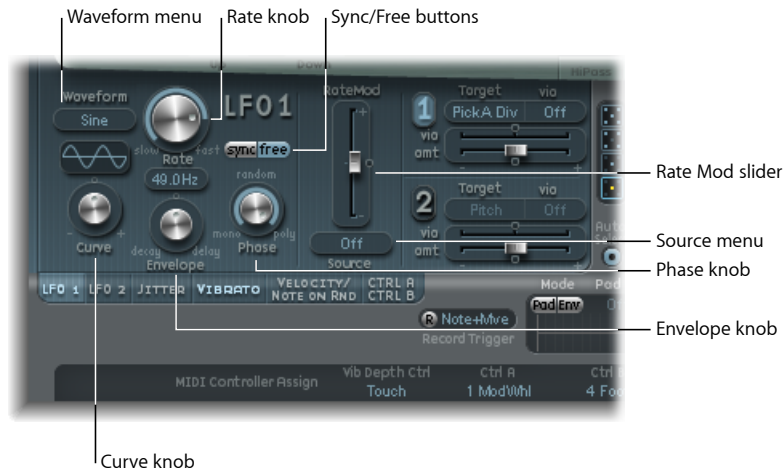 Waveform menu
Rate knob
Sync/Free buttons
Waveform
Sine
slow
fast
Rate
49.0Hz
LFO 1
sync free
RateMod
+
-
Off
Source
- +
Curve
decay delay
Envelope
random
mono poly
Phase
1
Target via
PickA Div Off
via
amt
- +
2
Target via
Pitch Off
via
amt
- +
HiPass
LFO 1 LFO 2 JITTER VIBRATO VELOCITY/ NOTE ON RND CTRL A CTRL B
R Note+Mve
Record Trigger
Mode
Pad Env
MIDI Controller Assign
Vib Depth Ctrl
Touch
Ctrl A
1 ModWhl
Rate Mod slider
Source menu
Phase knob
Envelope knob
Curve knob